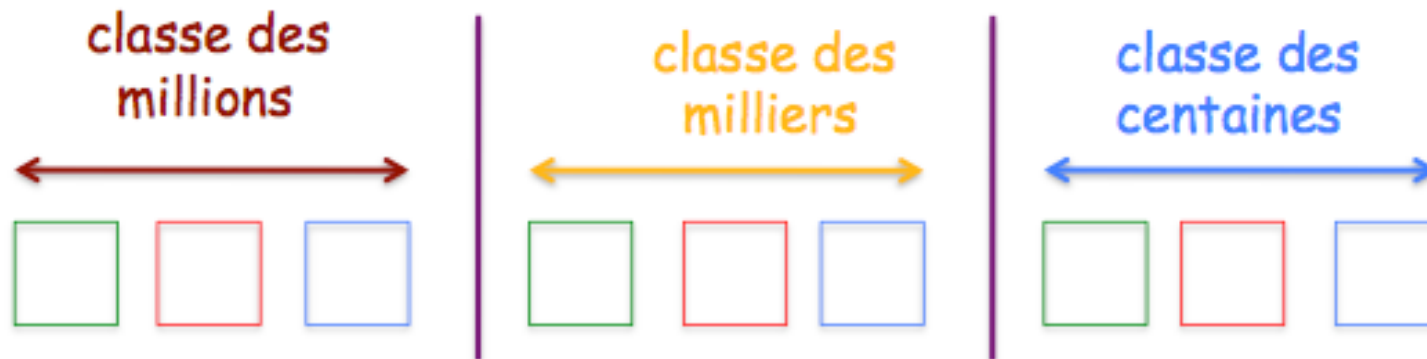 classe des
millions
classe des
milliers
classe des
centaines